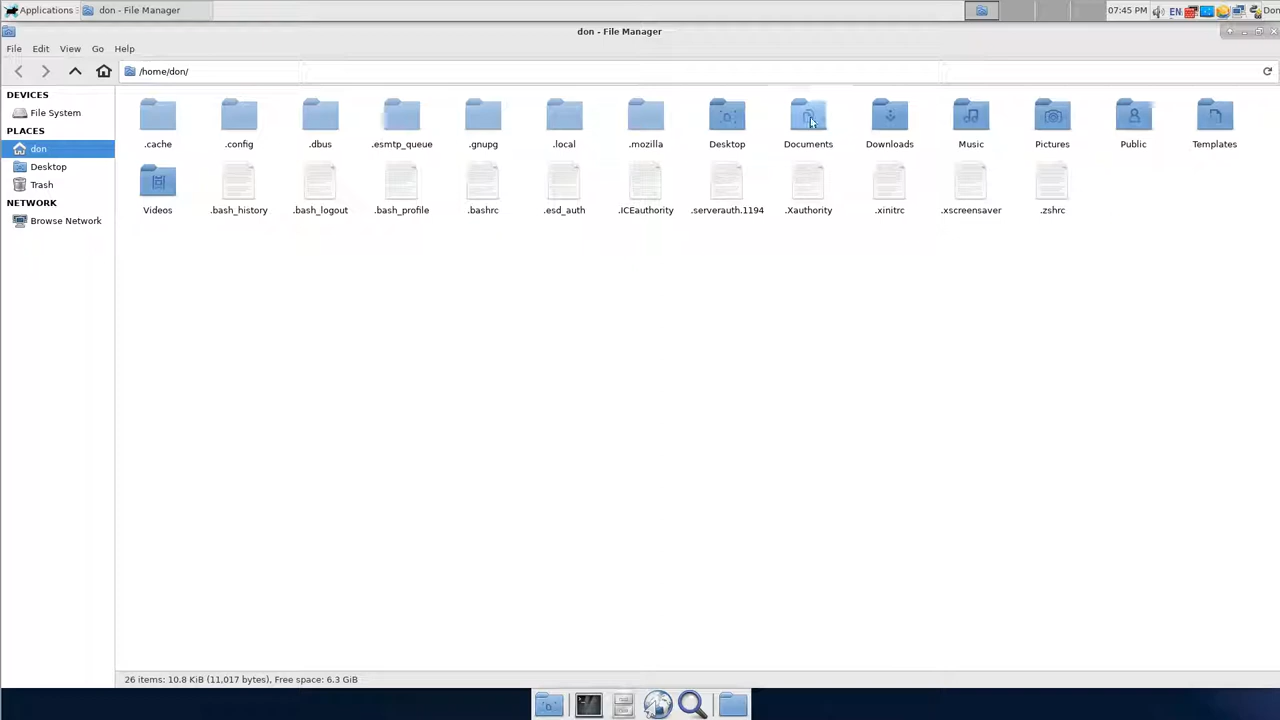 Applications
don - File Manager
07:45 PM
EN
Don
don - File Manager
File Edit View Go Help
/home/don/
DEVICES
File System
PLACES
don
Desktop
Trash
NETWORK
Browse Network
.cache .config .dbus .esmtp_queue .gnupg .local .mozilla Desktop Documents Downloads Music Pictures Public Templates
Videos .bash_history .bash_logout .bash_profile .bashrc .esd_auth .ICEauthority .serverauth.1194 .Xauthority .xinitrc .xscreensaver .zshrc
26 items: 10.8 KiB (11,017 bytes), Free space: 6.3 GiB